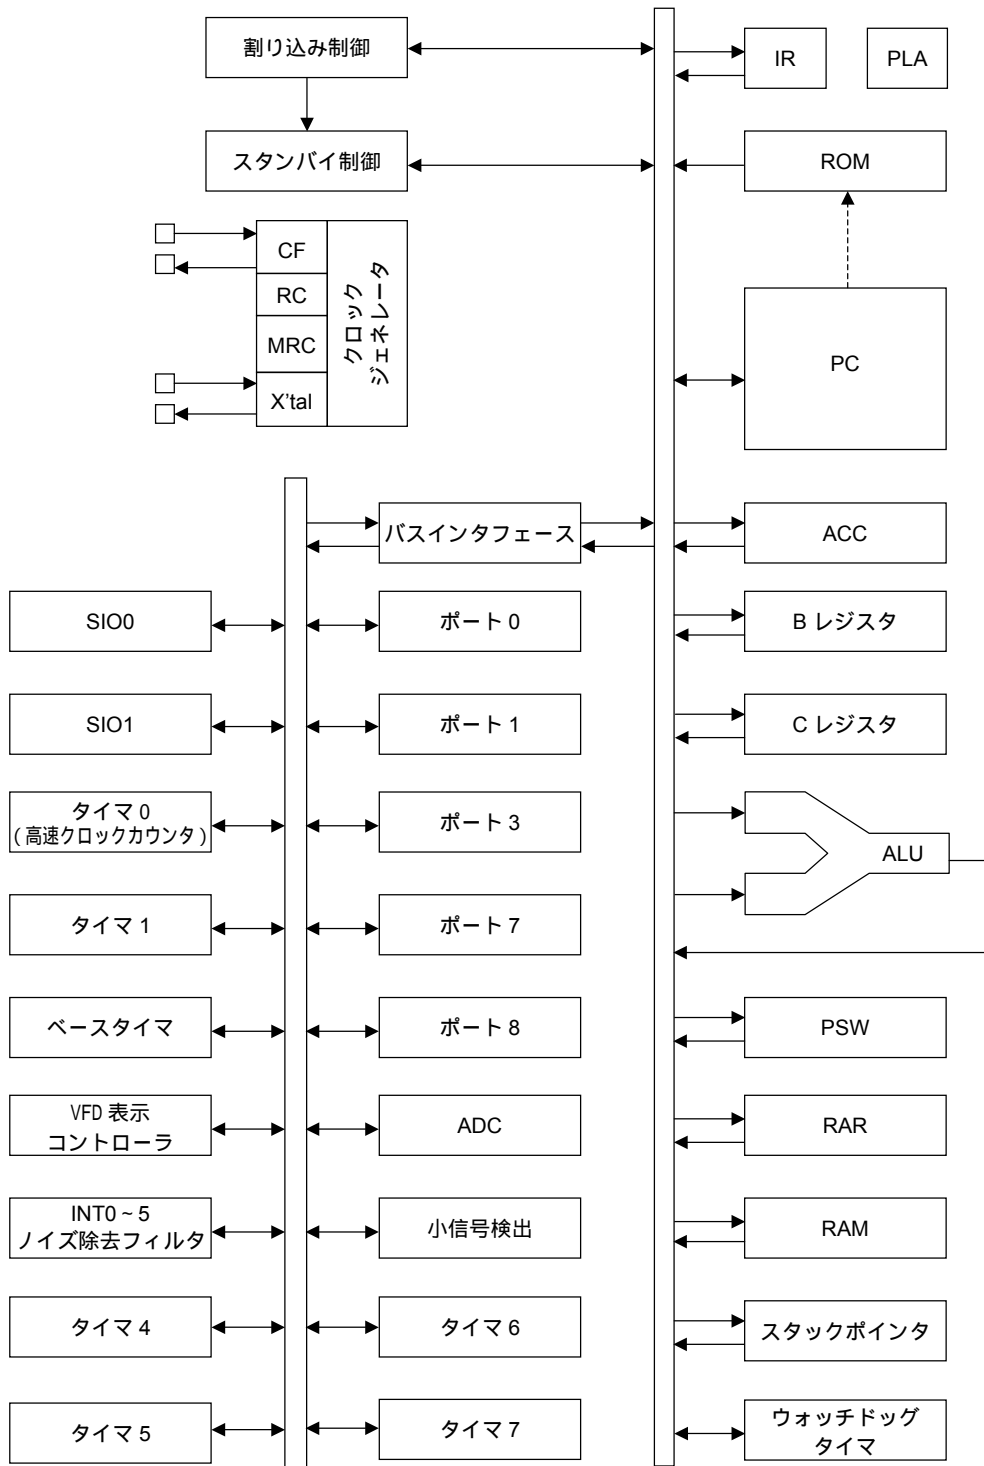 割り込み制御
IR
PLA
スタンバイ制御
ROM
CF
RC
MRC
X'tal
クロック
ジェネレータ
PC
バスインタフェース
ACC
SIO0
ポート 0
B レジスタ
SIO1
ポート 1
C レジスタ
タイマ 0
(高速クロックカウンタ)
ポート 3
ALU
タイマ 1
ポート 7
ベースタイマ
ポート 8
PSW
VFD 表示
コントローラ
ADC
RAR
INT0~5
ノイズ除去フィルタ
小信号検出
RAM
タイマ 4
タイマ 6
スタックポインタ
タイマ 5
タイマ 7
ウォッチドッグ
タイマ